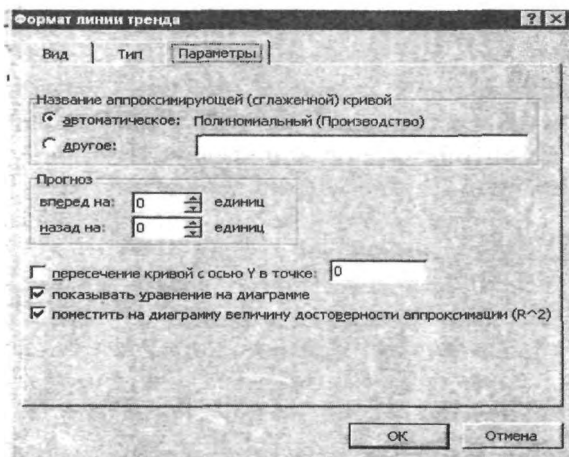 Формат линии тренда ? ×
Вид Тип Параметры
Название аппроксимирующей (сглаженной) кривой
автоматическое: Полиномиальный (Производство)
другое:
Прогноз
вперед на: 0 единиц
назад на: 0 единиц
пересечение кривой с осью Y в точке: 0
показывать уравнение на диаграмме
поместить на диаграмму величину достоверности аппроксимации (R^2)
ОК Отмена